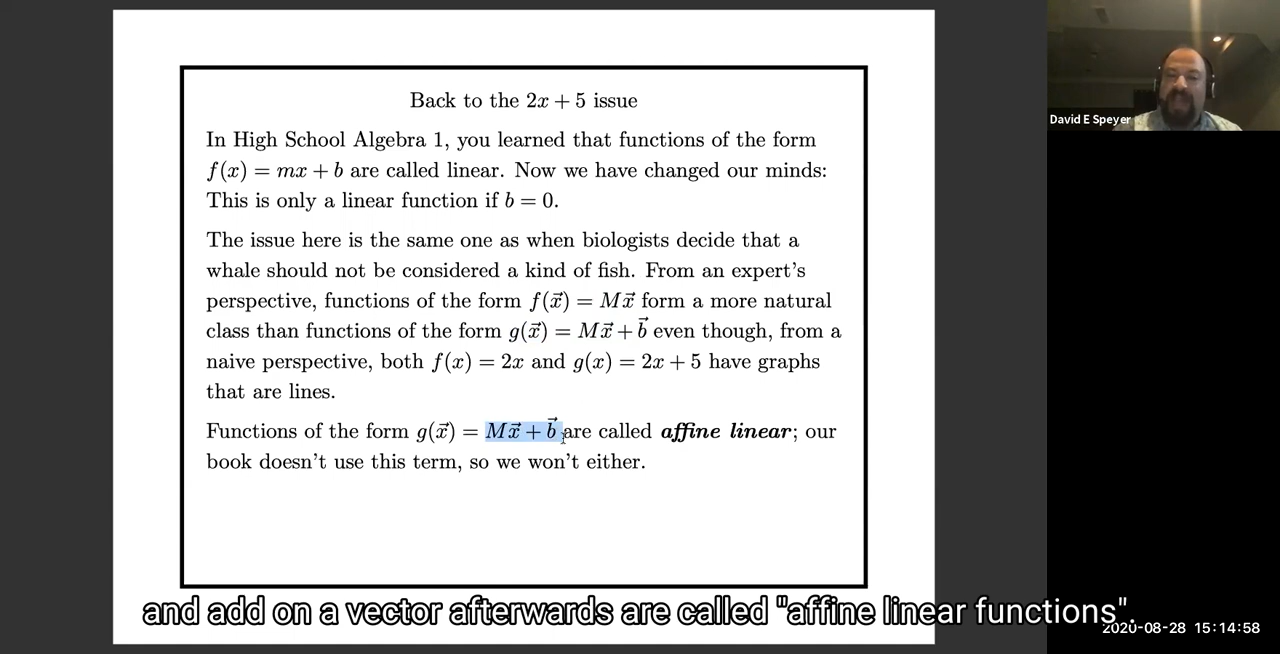 Back to the 2x + 5 issue
In High School Algebra 1, you learned that functions of the form
f(x) = mx + b are called linear. Now we have changed our minds:
This is only a linear function if b = 0.
The issue here is the same one as when biologists decide that a
whale should not be considered a kind of fish. From an expert's
perspective, functions of the form f(x⃗) = Mx⃗ form a more natural
class than functions of the form g(x⃗) = Mx⃗ + b⃗ even though, from a
naive perspective, both f(x) = 2x and g(x) = 2x + 5 have graphs
that are lines.
Functions of the form g(x⃗) = Mx⃗ + b⃗ are called affine linear; our
book doesn't use this term, so we won't either.
and add on a vector afterwards are called "affine linear functions".
David E Speyer
2020-08-28 15:14:58